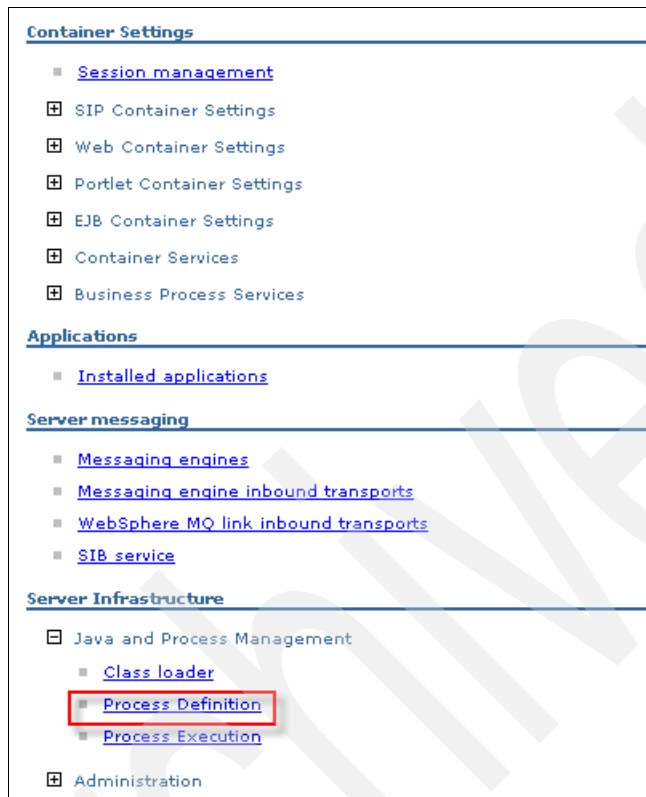 Container Settings
Session management
SIP Container Settings
Web Container Settings
Portlet Container Settings
EJB Container Settings
Container Services
Business Process Services
Applications
Installed applications
Server messaging
Messaging engines
Messaging engine inbound transports
WebSphere MQ link inbound transports
SIB service
Server Infrastructure
Java and Process Management
Class loader
Process Definition
Process Execution
Administration